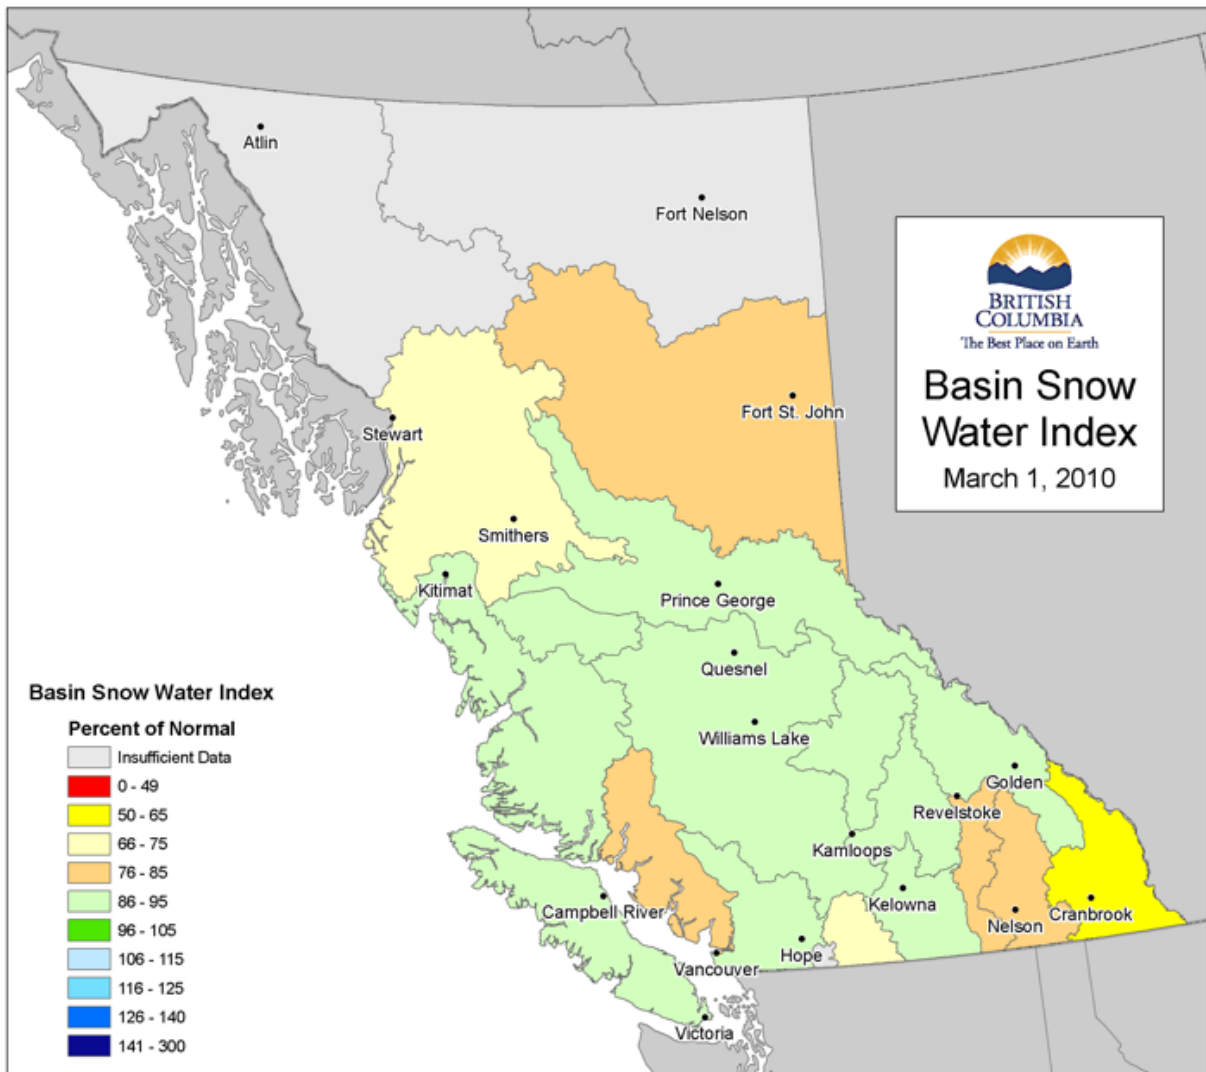 Atlin
Fort Nelson
BRITISH
COLUMBIA
The Best Place on Earth
Basin Snow
Water Index
March 1, 2010
Fort St. John
Stewart
Smithers
Kitimat
Prince George
Quesnel
Williams Lake
Golden
Revelstoke
Kamloops
Kelowna
Campbell River
Nelson
Cranbrook
Hope
Vancouver
Victoria
Basin Snow Water Index
Percent of Normal
Insufficient Data
0 - 49
50 - 65
66 - 75
76 - 85
86 - 95
96 - 105
106 - 115
116 - 125
126 - 140
141 - 300